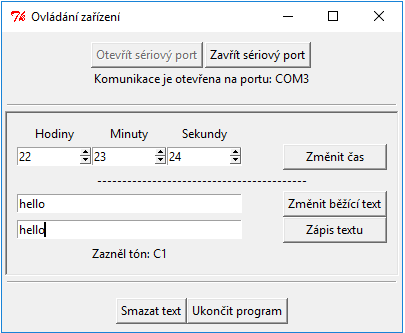 Ovládání zařízení
Otevřít sériový port Zavřít sériový port
Komunikace je otevřena na portu: COM3
Hodiny Minuty Sekundy
22 23 24 Změnit čas
hello Změnit běžící text
hello Zápis textu
Zazněl tón: C1
Smazat text Ukončit program